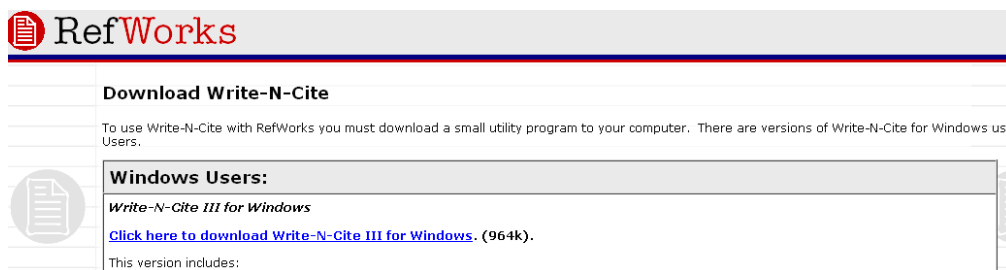 RefWorks
Download Write-N-Cite
To use Write-N-Cite with RefWorks you must download a small utility program to your computer. There are versions of Write-N-Cite for Windows us
Users.
Windows Users:
Write-N-Cite III for Windows
Click here to download Write-N-Cite III for Windows. (964k).
This version includes: